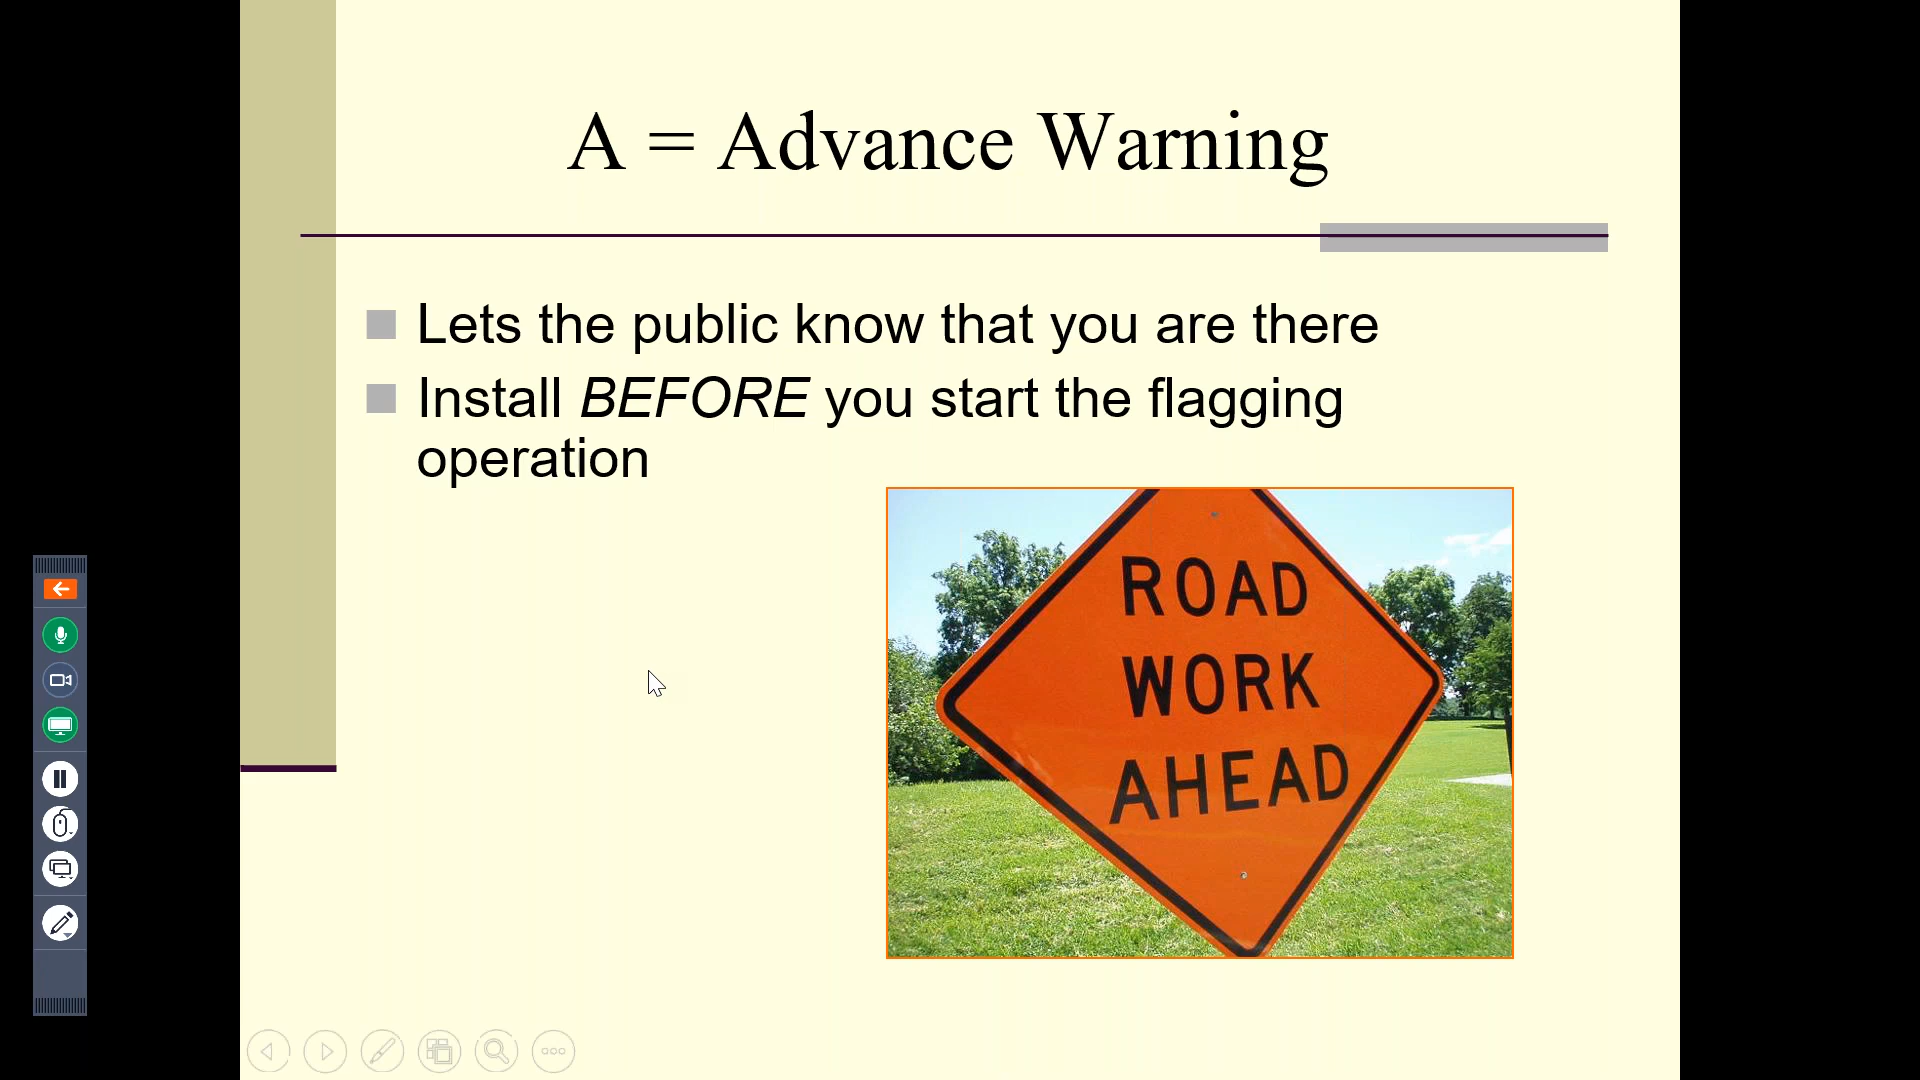 A = Advance Warning
Lets the public know that you are there
Install BEFORE you start the flagging
operation
ROAD
WORK
AHEAD